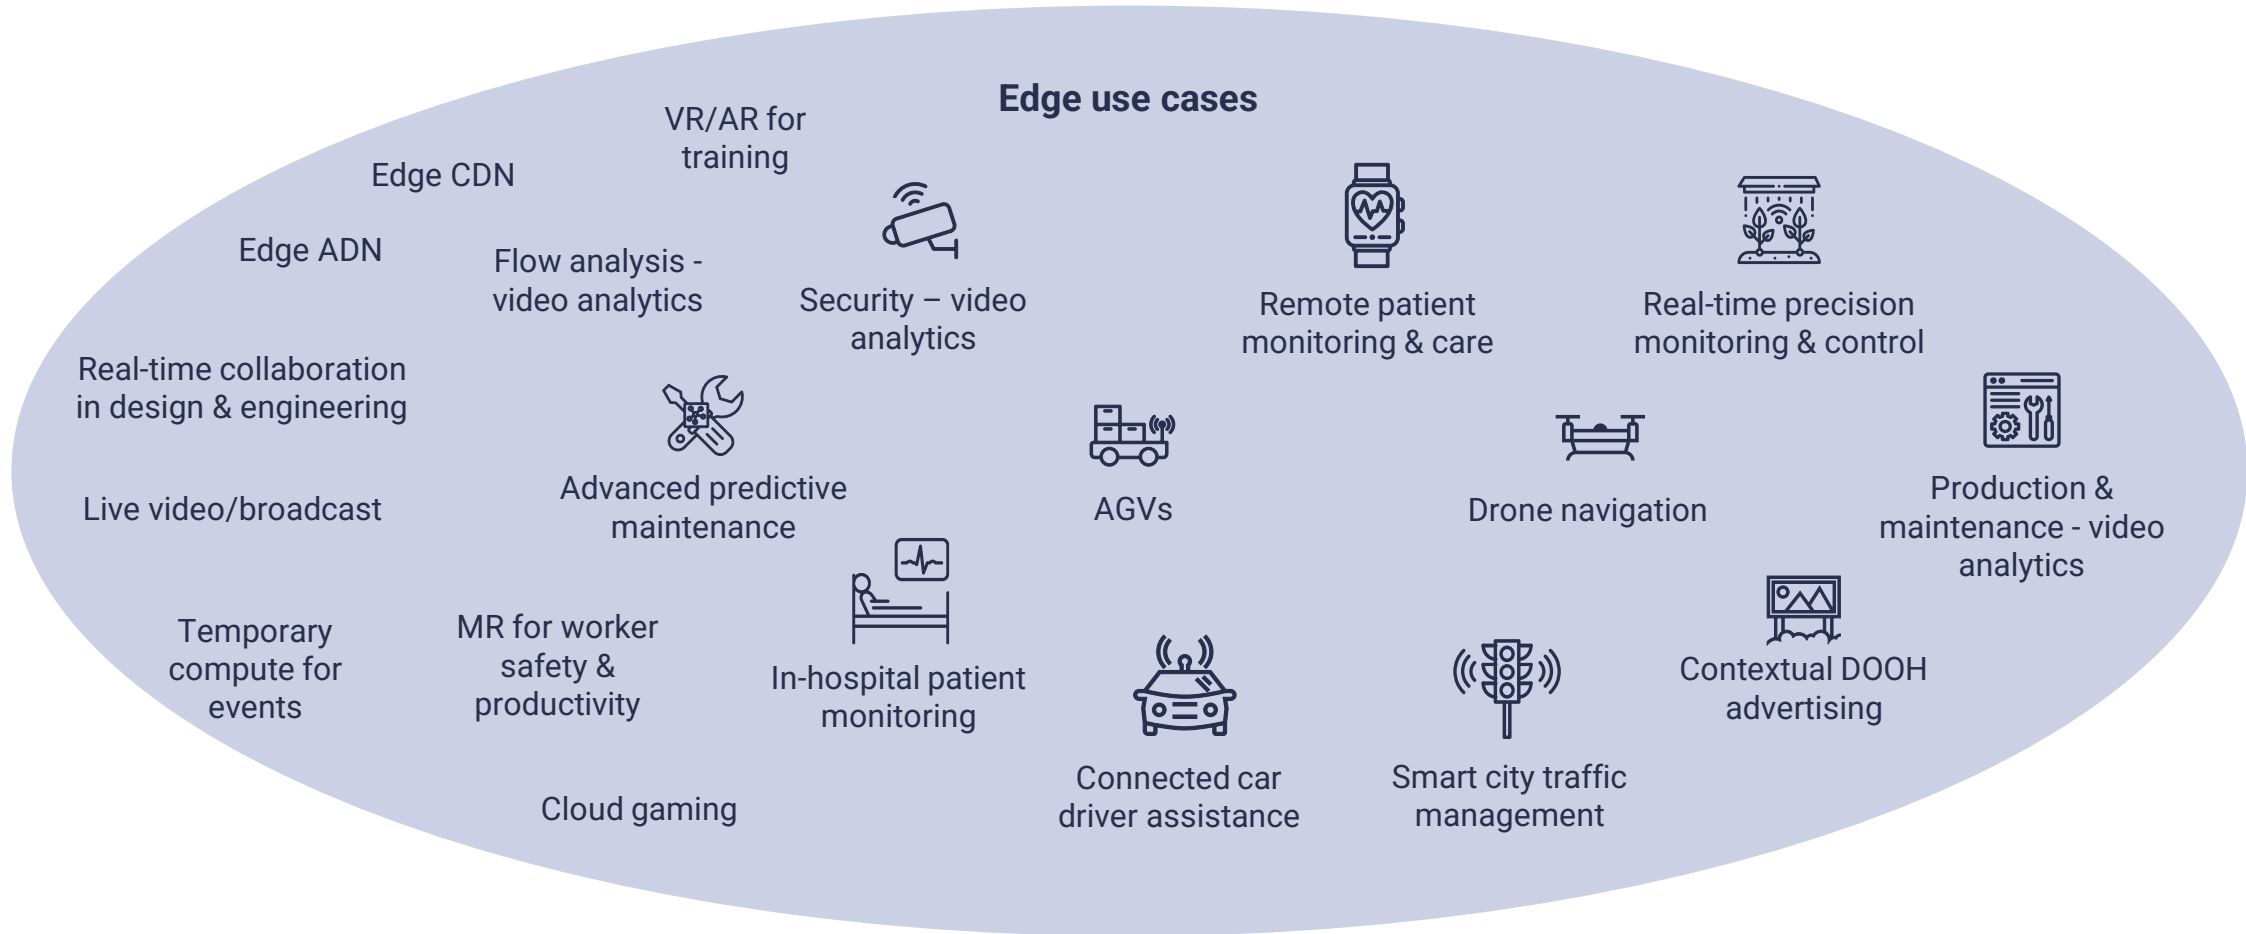 Edge use cases
VR/AR for
training
Edge CDN
Edge ADN
Flow analysis -
video analytics
Security – video
analytics
Remote patient
monitoring & care
Real-time precision
monitoring & control
Real-time collaboration
in design & engineering
Advanced predictive
maintenance
AGVs
Drone navigation
Production &
maintenance - video
analytics
Live video/broadcast
Temporary
compute for
events
MR for worker
safety &
productivity
In-hospital patient
monitoring
Contextual DOOH
advertising
Connected car
driver assistance
Smart city traffic
management
Cloud gaming